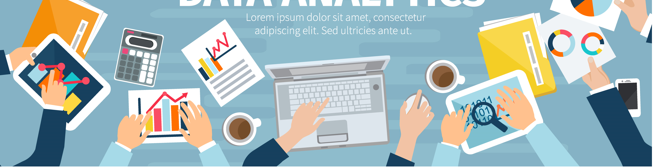 DATA ANALYTICS
Lorem ipsum dolor sit amet, consectetur
adipiscing elit. Sed ultricies ante ut.